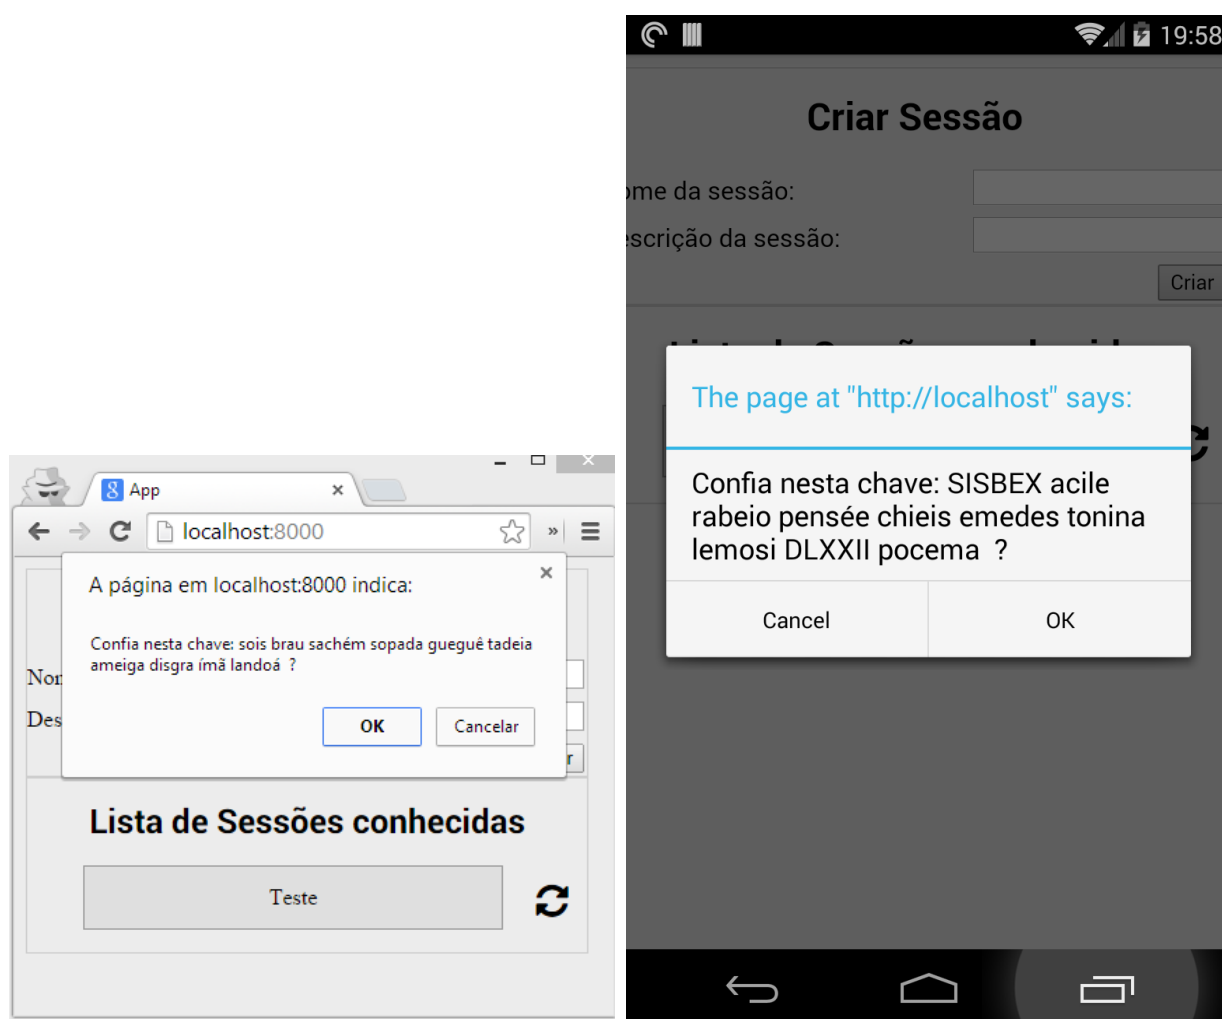 App
localhost:8000
A página em localhost:8000 indica:
Confia nesta chave: sois brau sachém sopada gueguê tadeia
ameiga disgra ímã landoá ?
OK
Cancelar
Lista de Sessões conhecidas
Teste
19:58
Criar Sessão
ome da sessão:
escrição da sessão:
Criar
The page at "http://localhost" says:
Confia nesta chave: SISBEX acile
rabeio pensée chieis emedes tonina
lemosi DLXXII pocema ?
Cancel
OK